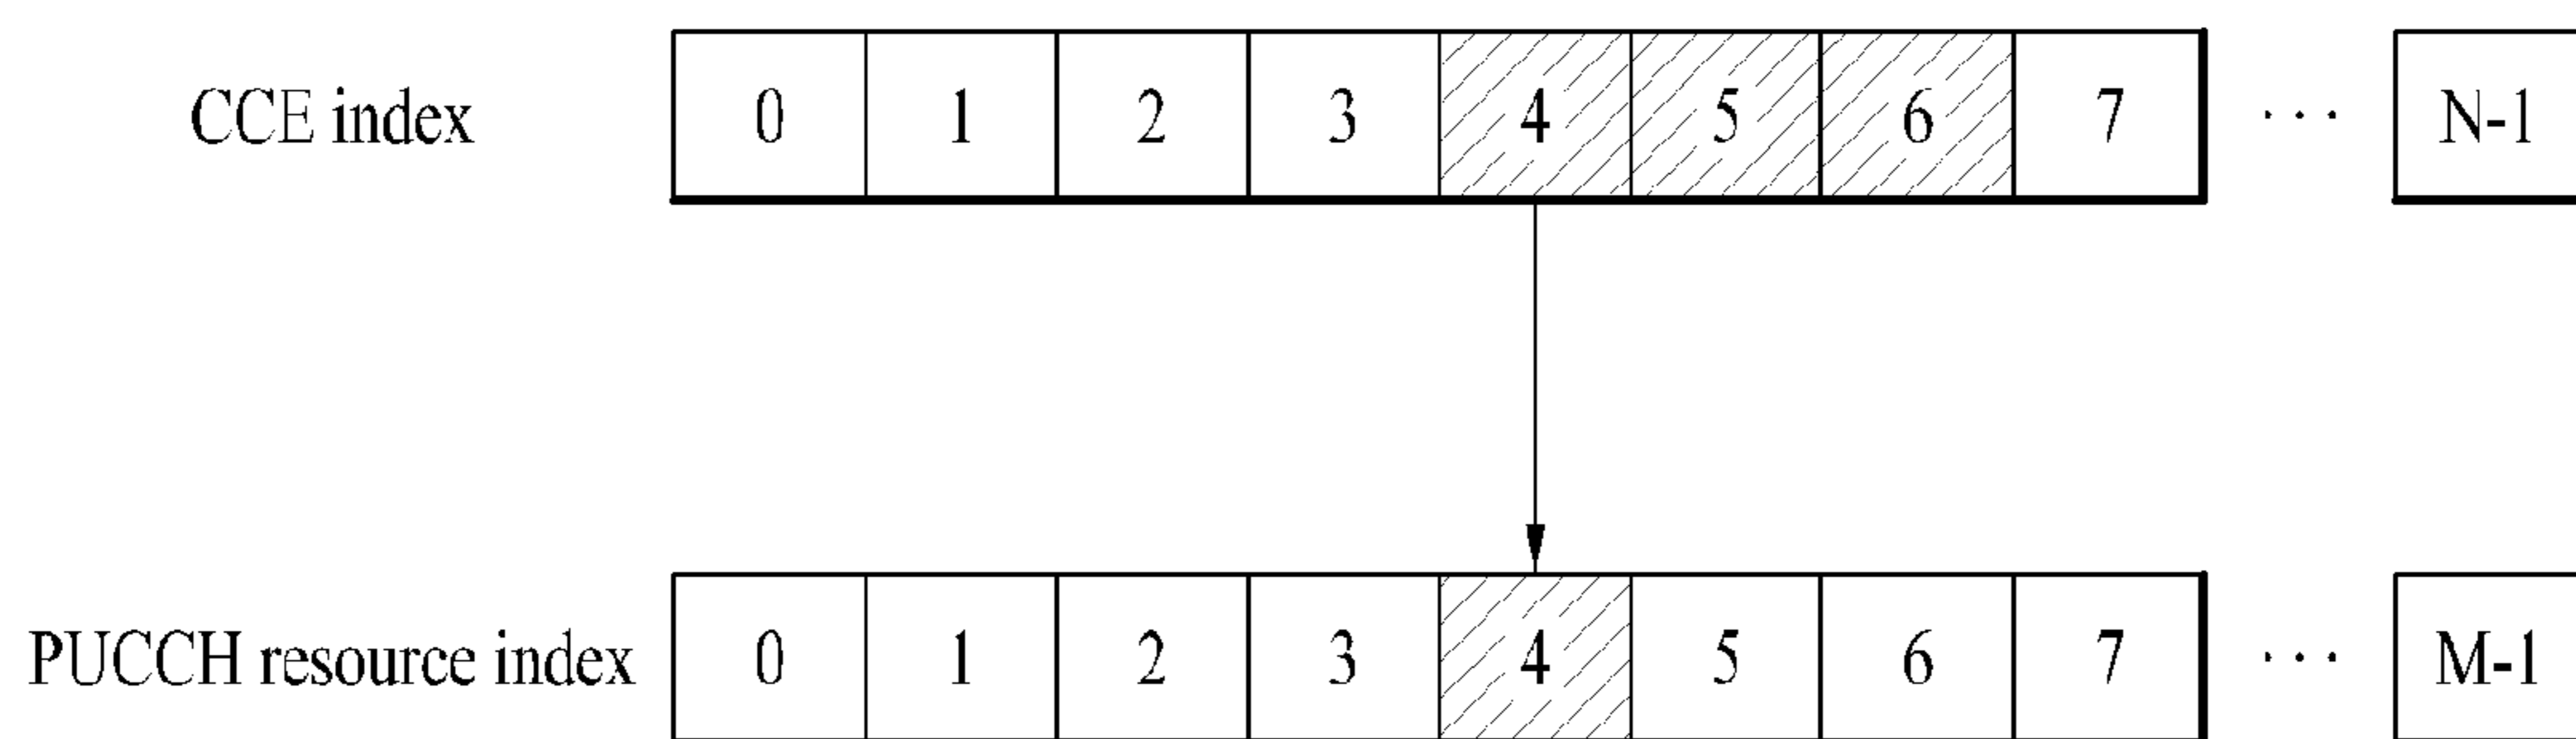 CCE index 0 1 2 3 4 5 6 7 ··· N-1
PUCCH resource index 0 1 2 3 4 5 6 7 ··· M-1